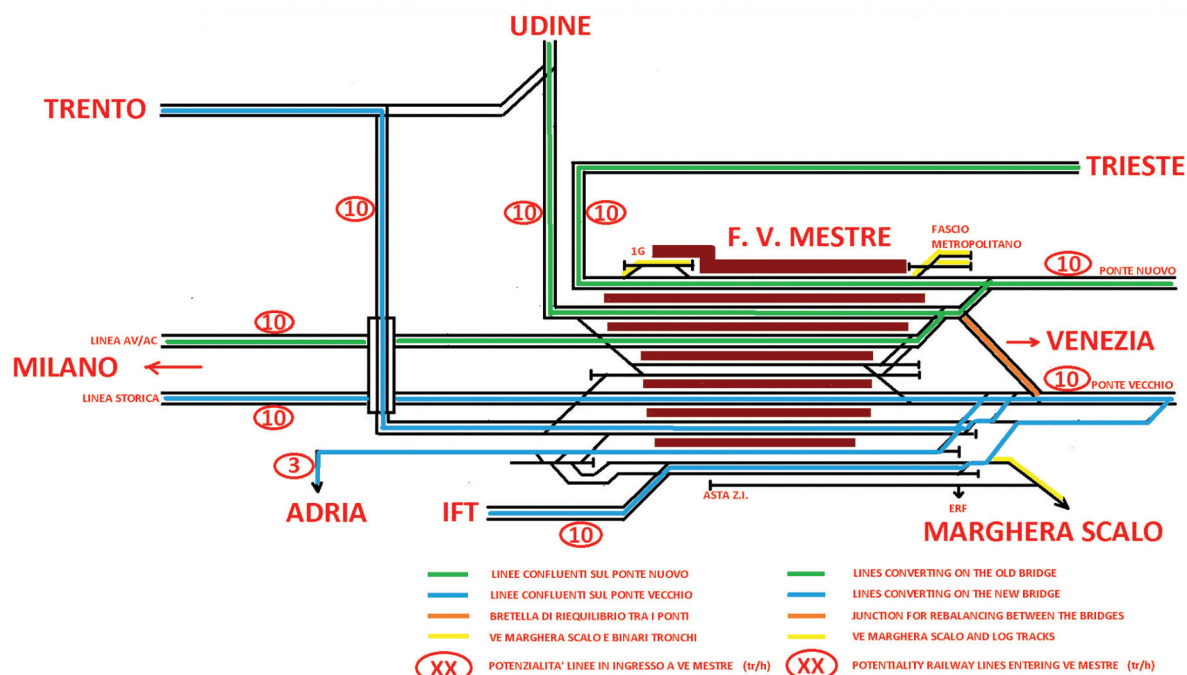 UDINE
TRENTO
TRIESTE
10
10
10
F. V. MESTRE
1G
FASCIO
METROPOLITANO
10
PONTE NUOVO
10
LINEA AV/AC
MILANO
VENEZIA
10
PONTE VECCHIO
LINEA STORICA
10
3
ADRIA
IFT
10
ASTA Z.I.
ERF
MARGHERA SCALO
LINEE CONFLUENTI SUL PONTE NUOVO
LINEE CONFLUENTI SUL PONTE VECCHIO
BRETELLA DI RIEQUILIBRIO TRA I PONTI
VE MARGHERA SCALO E BINARI TRONCHI
XX POTENZIALITA' LINEE IN INGRESSO A VE MESTRE (tr/h)
LINES CONVERTING ON THE OLD BRIDGE
LINES CONVERTING ON THE NEW BRIDGE
JUNCTION FOR REBALANCING BETWEEN THE BRIDGES
VE MARGHERA SCALO AND LOG TRACKS
XX POTENTIALITY RAILWAY LINES ENTERING VE MESTRE (tr/h)